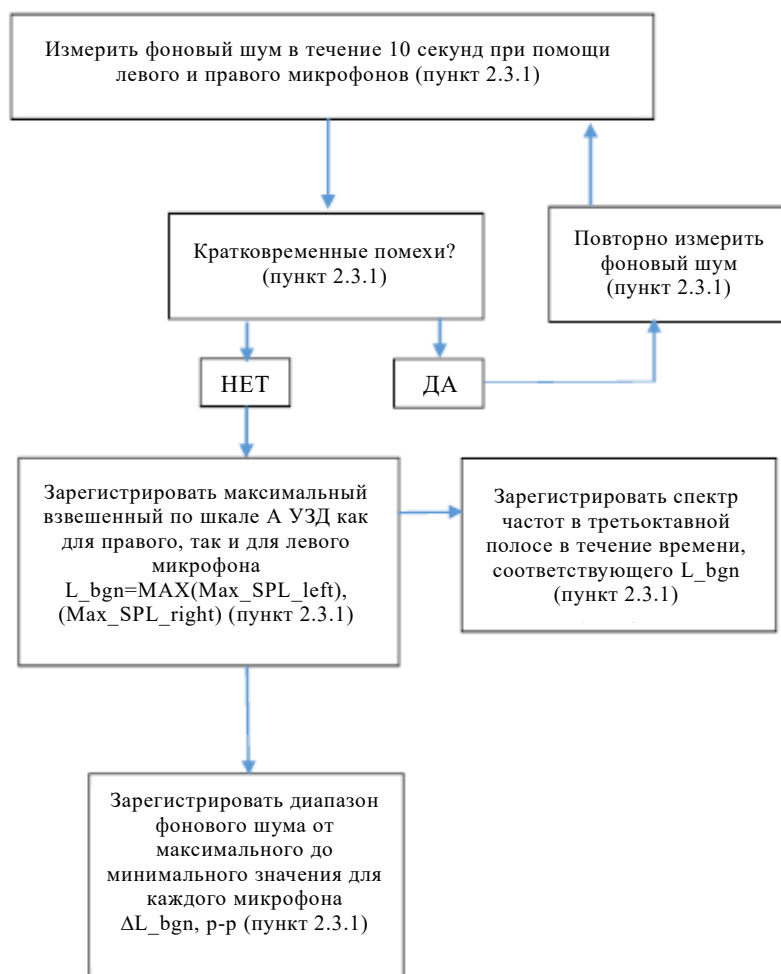 Измерить фоновый шум в течение 10 секунд при помощи
левого и правого микрофонов (пункт 2.3.1)
Кратковременные помехи?
(пункт 2.3.1)
Повторно измерить
фоновый шум
(пункт 2.3.1)
НЕТ
ДА
Зарегистрировать максимальный
взвешенный по шкале А УЗД как
для правого, так и для левого
микрофона
L_bgn=MAX(Max_SPL_left),
(Max_SPL_right) (пункт 2.3.1)
Зарегистрировать спектр
частот в третьоктавной
полосе в течение времени,
соответствующего L_bgn
(пункт 2.3.1)
Зарегистрировать диапазон
фонового шума от
максимального до
минимального значения для
каждого микрофона
ΔL_bgn, p-p (пункт 2.3.1)